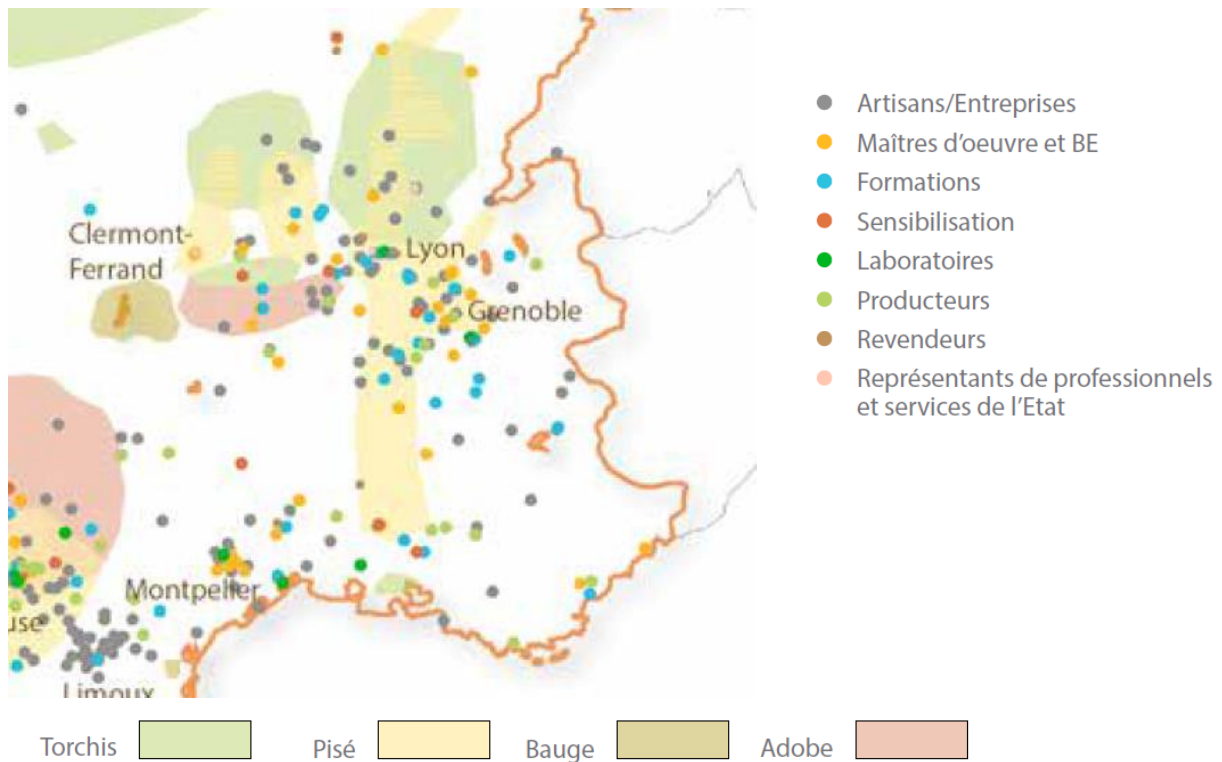 Artisans/Entreprises
Maîtres d'oeuvre et BE
Formations
Sensibilisation
Laboratoires
Producteurs
Revendeurs
Représentants de professionnels
et services de l'Etat
Clermont-
Ferrand
Lyon
Grenoble
Montpellier
use
Limoux
Torchis
Pisé
Bauge
Adobe